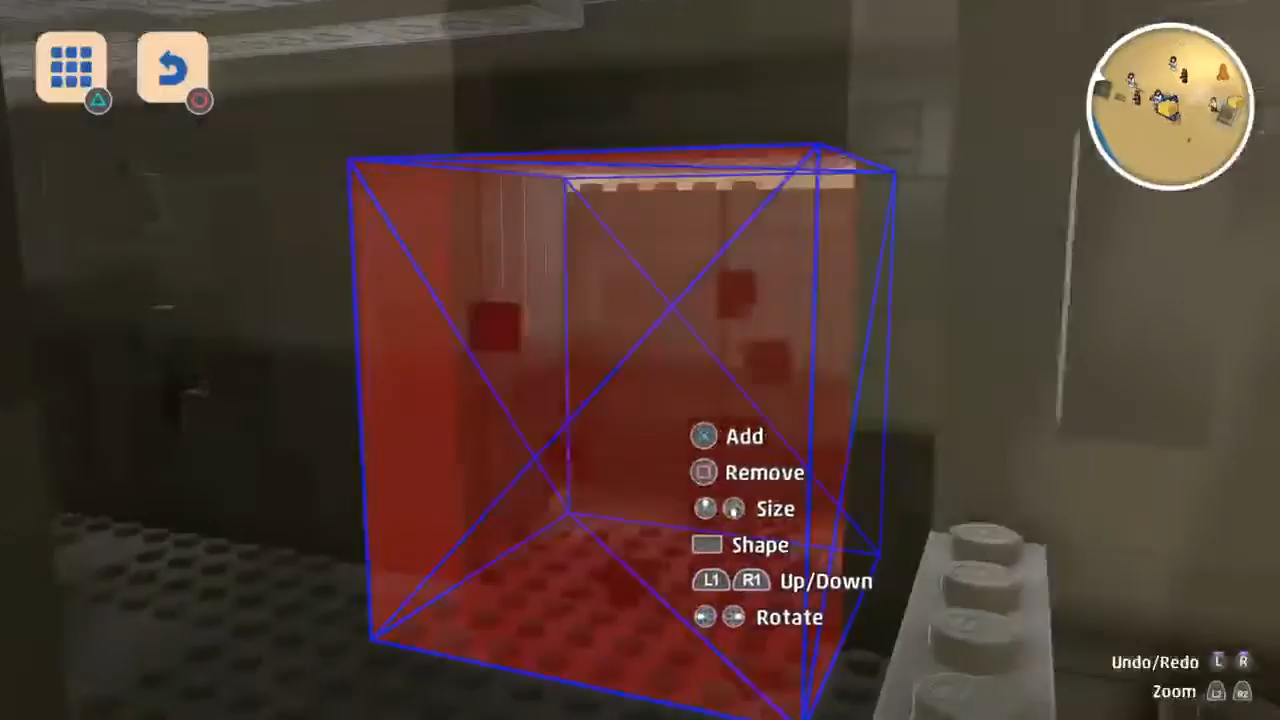 Add
Remove
Size
Shape
L1 R1 Up/Down
Rotate
Undo/Redo L R
Zoom L2 R2